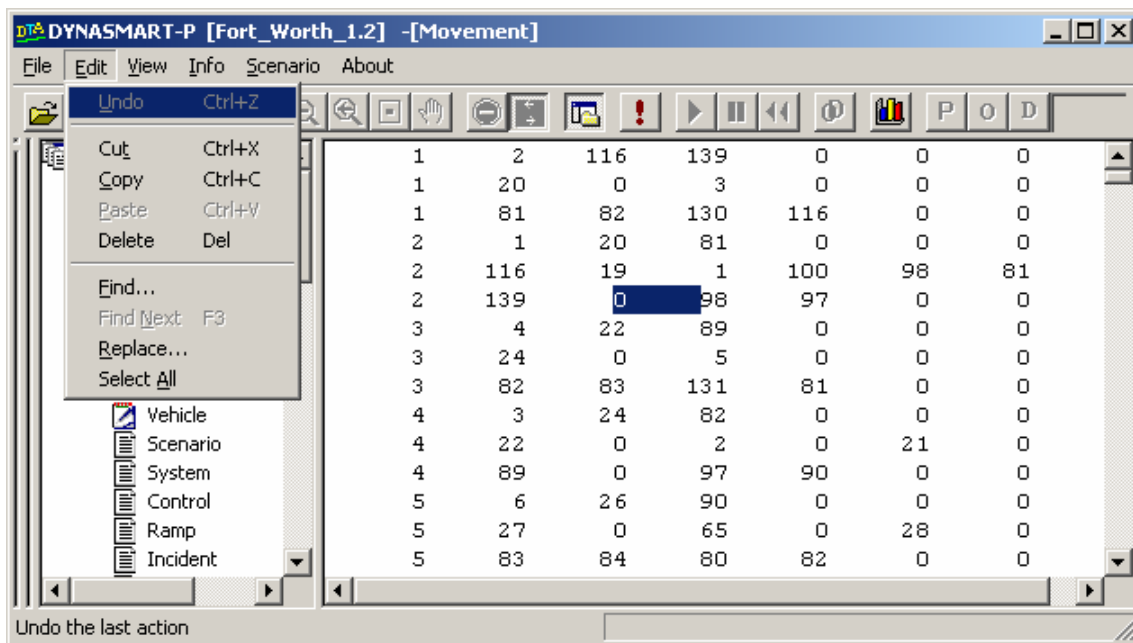 DTA DYNASMART-P [Fort_Worth_1.2] -[Movement]
File Edit View Info Scenario About
P O D
Undo Ctrl+Z
Cut Ctrl+X
Copy Ctrl+C
Paste Ctrl+V
Delete Del
Find...
Find Next F3
Replace...
Select All
Vehicle
Scenario
System
Control
Ramp
Incident
1 2 116 139 0 0 0
1 20 0 3 0 0 0
1 81 82 130 116 0 0
2 1 20 81 0 0 0
2 116 19 1 100 98 81
2 139 0 98 97 0 0
3 4 22 89 0 0 0
3 24 0 5 0 0 0
3 82 83 131 81 0 0
4 3 24 82 0 0 0
4 22 0 2 0 21 0
4 89 0 97 90 0 0
5 6 26 90 0 0 0
5 27 0 65 0 28 0
5 83 84 80 82 0 0
Undo the last action